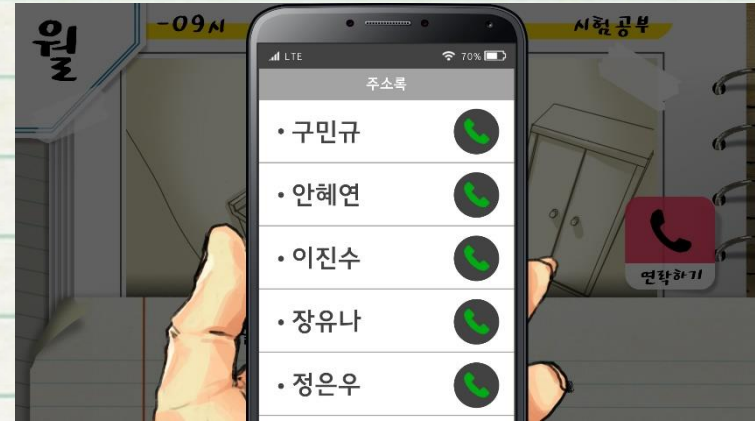 월
-09시
시험공부
LTE
70%
주소록
• 구민규
• 안혜연
• 이진수
• 장유나
• 정은우
연락하기